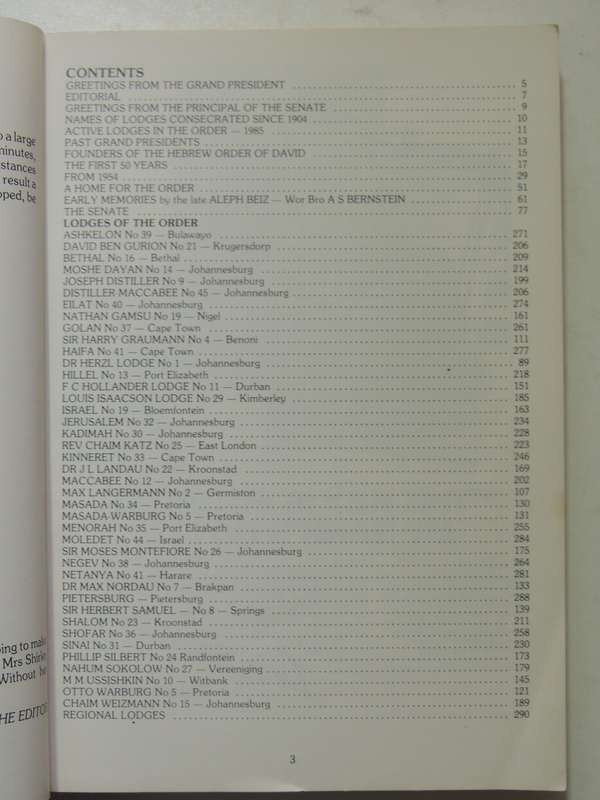 o a large
minutes,
stances
result a
pped, be
ping to make
Mrs Shirley
Without he
HE EDITOR
CONTENTS
GREETINGS FROM THE GRAND PRESIDENT 5
EDITORIAL 7
GREETINGS FROM THE PRINCIPAL OF THE SENATE 9
NAMES OF LODGES CONSECRATED SINCE 1904 10
ACTIVE LODGES IN THE ORDER — 1985 11
PAST GRAND PRESIDENTS 13
FOUNDERS OF THE HEBREW ORDER OF DAVID 15
THE FIRST 50 YEARS 17
FROM 1954 29
A HOME FOR THE ORDER 51
EARLY MEMORIES by the late ALEPH BEIZ — Wor Bro A S BERNSTEIN 61
THE SENATE 77
LODGES OF THE ORDER
ASHKELON No 39 — Bulawayo 271
DAVID BEN GURION No 21 — Krugersdorp 206
BETHAL No 16 — Bethal 209
MOSHE DAYAN No 14 — Johannesburg 214
JOSEPH DISTILLER No 9 — Johannesburg 199
DISTILLER MACCABEE No 45 — Johannesburg 206
EILAT No 40 — Johannesburg 274
NATHAN GAMSU No 19 — Nigel 161
GOLAN No 37 — Cape Town 261
SIR HARRY GRAUMANN No 4 — Benoni 111
HAIFA No 41 — Cape Town 277
DR HERZL LODGE No 1 — Johannesburg 89
HILLEL No 13 — Port Elizabeth 218
F C HOLLANDER LODGE No 11 — Durban 151
LOUIS ISAACSON LODGE No 29 — Kimberley 185
ISRAEL No 19 — Bloemfontein 163
JERUSALEM No 32 — Johannesburg 234
KADIMAH No 30 — Johannesburg 228
REV CHAIM KATZ No 25 — East London 223
KINNERET No 33 — Cape Town 246
DR J L LANDAU No 22 — Kroonstad 169
MACCABEE No 12 — Johannesburg 202
MAX LANGERMANN No 2 — Germiston 107
MASADA No 34 — Pretoria 130
MASADA-WARBURG No 5 — Pretoria 131
MENORAH No 35 — Port Elizabeth 255
MOLEDET No 44 — Israel 284
SIR MOSES MONTEFIORE No 26 — Johannesburg 175
NEGEV No 38 — Johannesburg 264
NETANYA No 41 — Harare 281
DR MAX NORDAU No 7 — Brakpan 133
PIETERSBURG — Pietersburg 288
SIR HERBERT SAMUEL — No 8 — Springs 139
SHALOM No 23 — Kroonstad 211
SHOFAR No 36 — Johannesburg 258
SINAI No 31 — Durban 230
PHILLIP SILBERT No 24 Randfontein 173
NAHUM SOKOLOW No 27 — Vereeniging 179
M M USSISHKIN No 10 — Witbank 145
OTTO WARBURG No 5 — Pretoria 121
CHAIM WEIZMANN No 15 — Johannesburg 189
REGIONAL LODGES 290
3